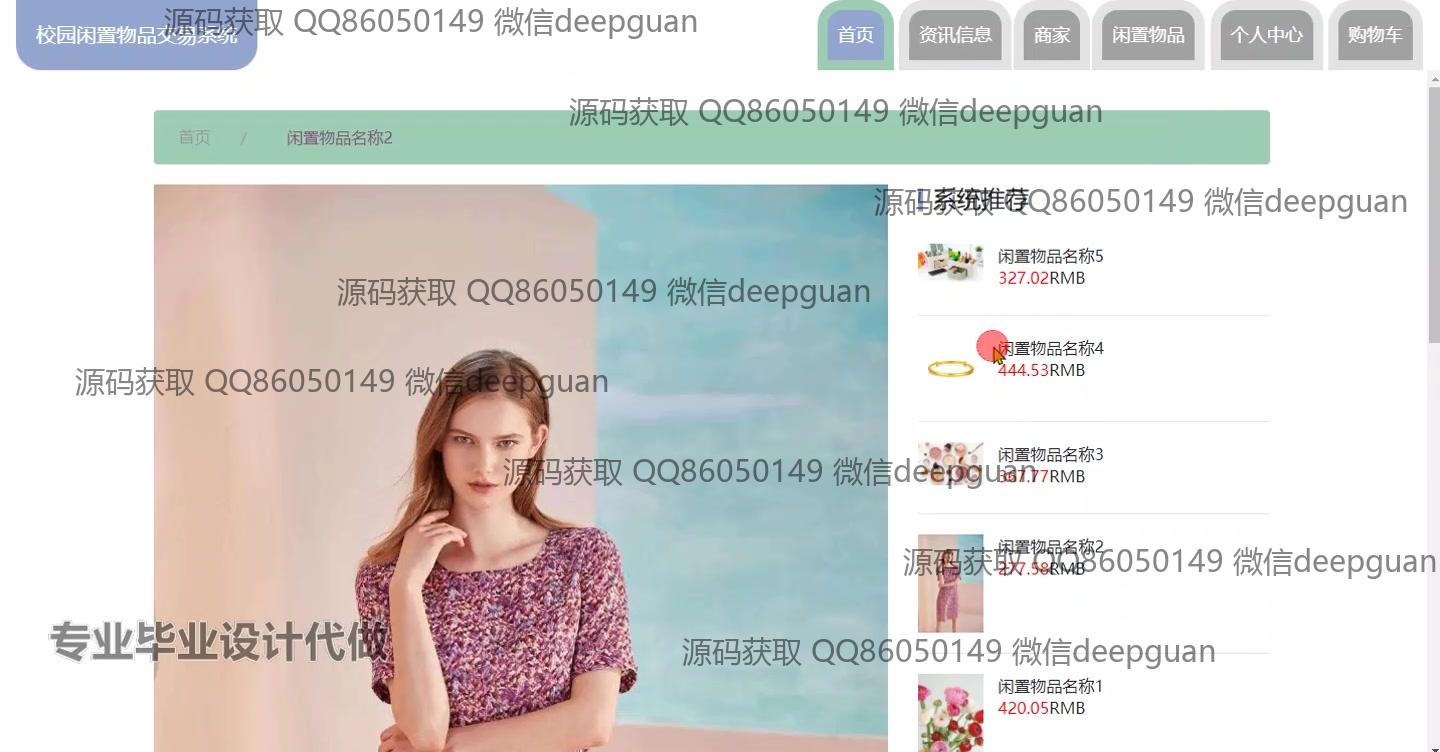 校园闲置物品交易系统
源码获取 QQ86050149 微信deepguan
首页
资讯信息
商家
闲置物品
个人中心
购物车
源码获取 QQ86050149 微信deepguan
首页 / 闲置物品名称2
系统推荐
源码获取 QQ86050149 微信deepguan
闲置物品名称5
327.02RMB
源码获取 QQ86050149 微信deepguan
闲置物品名称4
444.53RMB
源码获取 QQ86050149 微信deepguan
闲置物品名称3
367.77RMB
源码获取 QQ86050149 微信deepguan
闲置物品名称2
277.58RMB
源码获取 QQ86050149 微信deepguan
专业毕业设计代做
源码获取 QQ86050149 微信deepguan
闲置物品名称1
420.05RMB